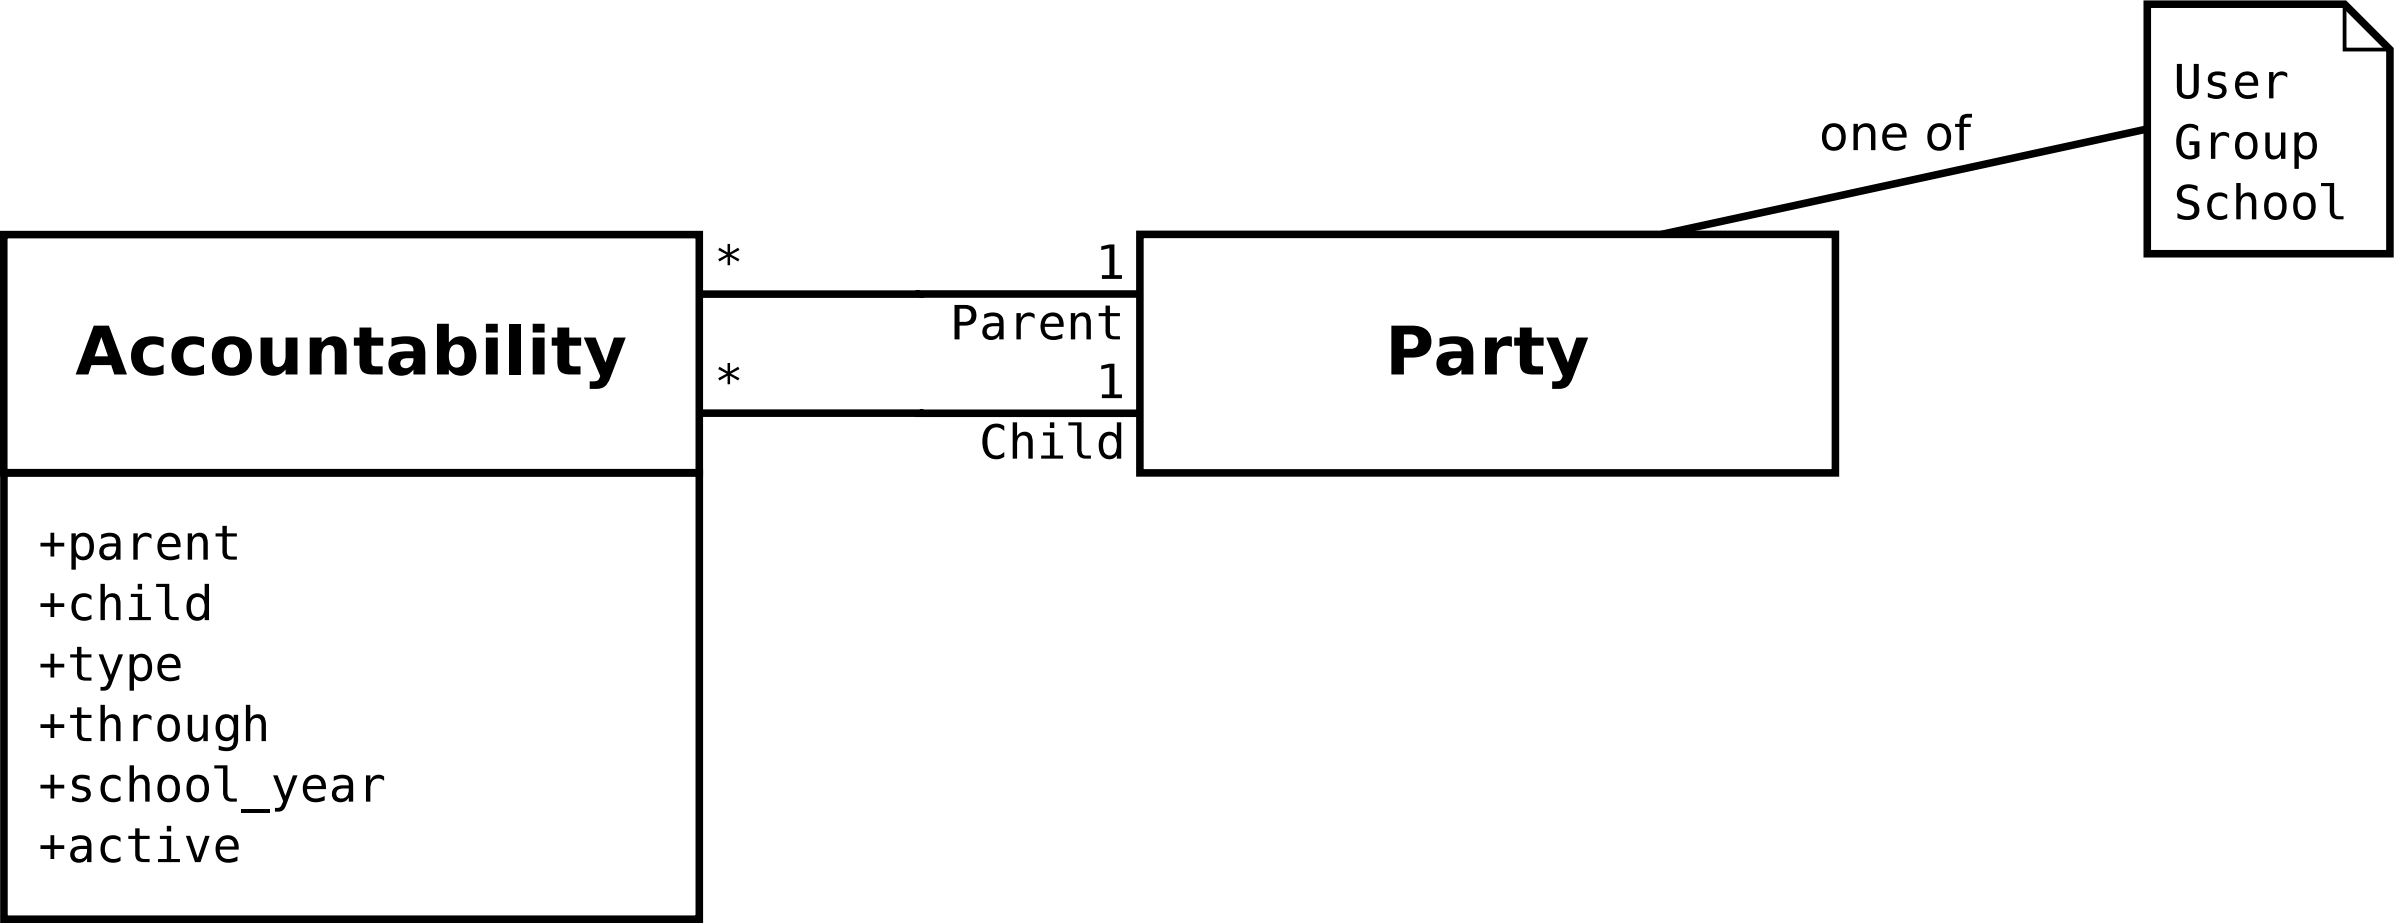 User
Group
School
one of
* 1
Parent
* 1
Child
Accountability
Party
+parent
+child
+type
+through
+school_year
+active